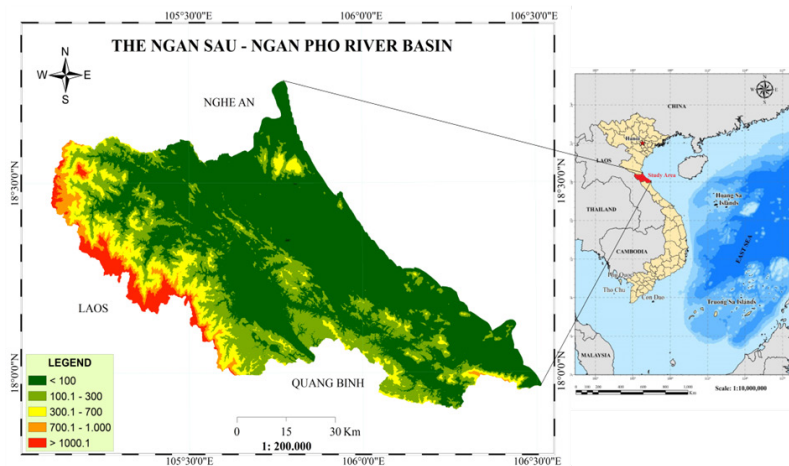 105°30'0"E
106°0'0"E
106°30'0"E
THE NGAN SAU - NGAN PHO RIVER BASIN
N
W E
S
NGHE AN
18°30'0"N
18°30'0"N
LAOS
QUANG BINH
18°0'0"N
18°0'0"N
LEGEND
< 100
100.1 - 300
300.1 - 700
700.1 - 1.000
> 1000.1
0 15 30 Km
1: 200.000
105°30'0"E
106°0'0"E
106°30'0"E
CHINA
Hanoi
LAOS
Study Area
THAILAND
Hoang Sa
Islands
EAST SEA
CAMBODIA
Tho Chu
Con Dao
Truong Sa Islands
MALAYSIA
Scale: 1:18,000,000
Km